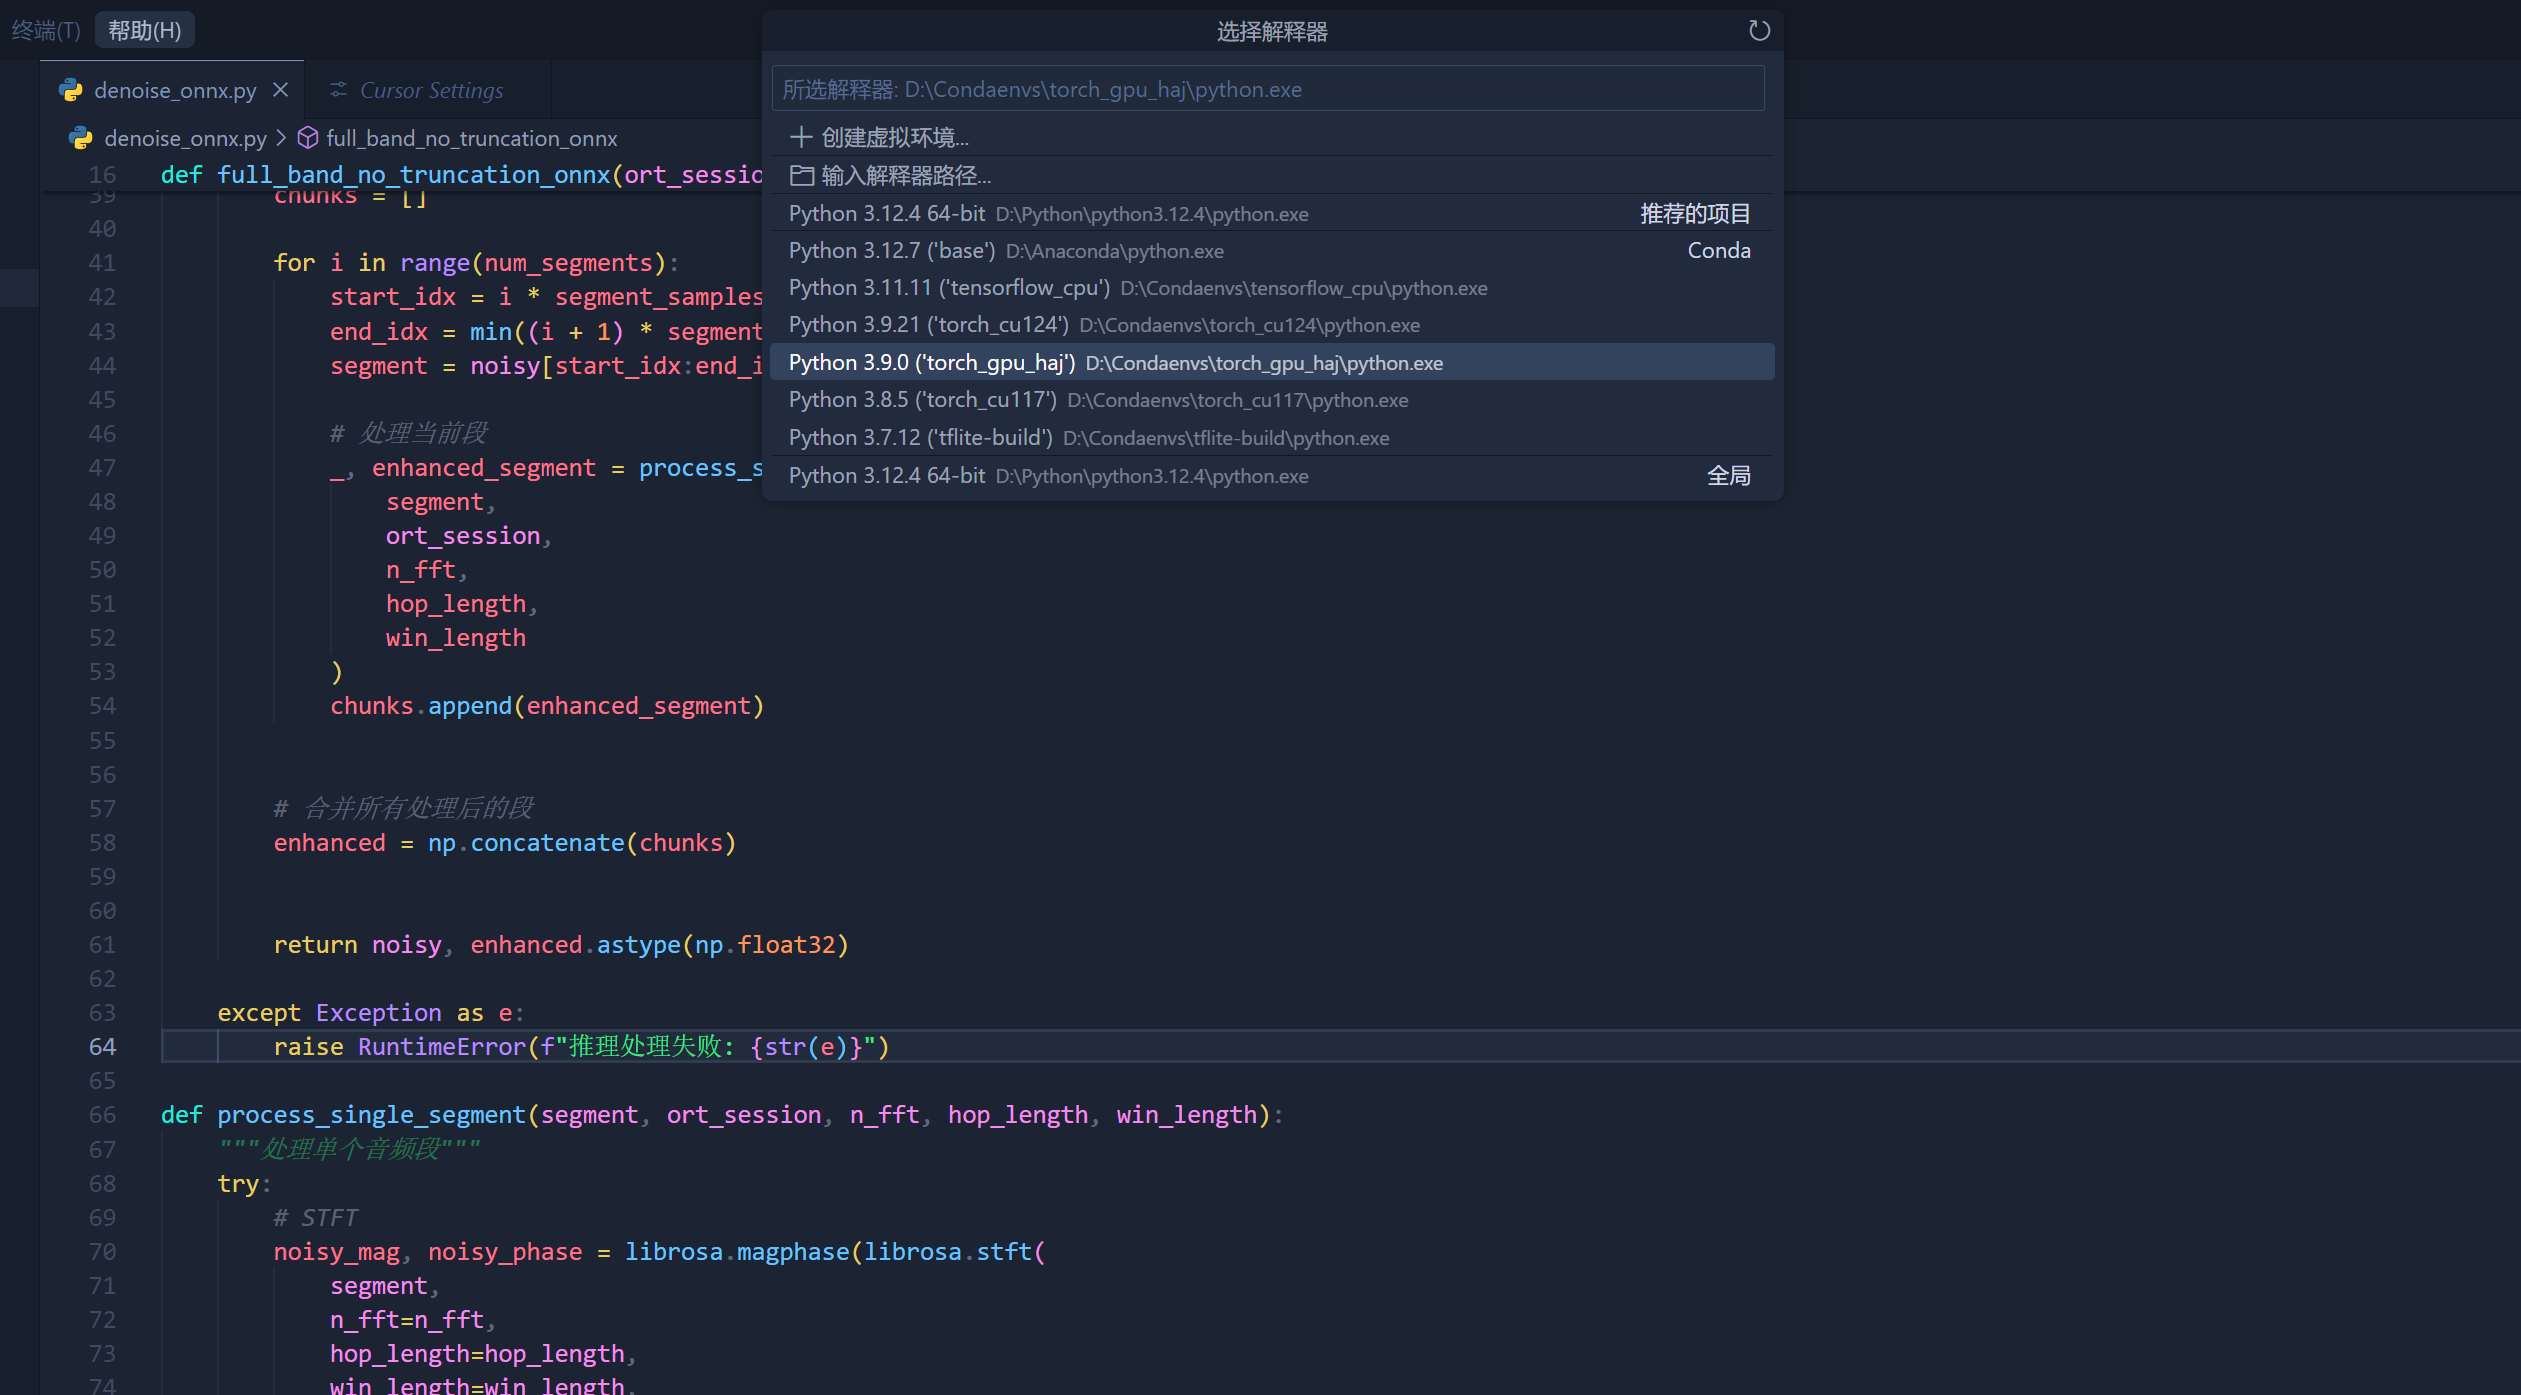 终端(T) 帮助(H)
denoise_onnx.py Cursor Settings
denoise_onnx.py > full_band_no_truncation_onnx
选择解释器
所选解释器: D:\Condaenvs\torch_gpu_haj\python.exe
创建虚拟环境...
输入解释器路径...
Python 3.12.4 64-bit D:\Python\python3.12.4\python.exe 推荐的项目
Python 3.12.7 ('base') D:\Anaconda\python.exe Conda
Python 3.11.11 ('tensorflow_cpu') D:\Condaenvs\tensorflow_cpu\python.exe
Python 3.9.21 ('torch_cu124') D:\Condaenvs\torch_cu124\python.exe
Python 3.9.0 ('torch_gpu_haj') D:\Condaenvs\torch_gpu_haj\python.exe
Python 3.8.5 ('torch_cu117') D:\Condaenvs\torch_cu117\python.exe
Python 3.7.12 ('tflite-build') D:\Condaenvs\tflite-build\python.exe
Python 3.12.4 64-bit D:\Python\python3.12.4\python.exe 全局
16 def full_band_no_truncation_onnx(ort_sessio
39 chunks = []
40
41 for i in range(num_segments):
42 start_idx = i * segment_samples
43 end_idx = min((i + 1) * segment
44 segment = noisy[start_idx:end_i
45
46 # 处理当前段
47 _, enhanced_segment = process_s
48 segment,
49 ort_session,
50 n_fft,
51 hop_length,
52 win_length
53 )
54 chunks.append(enhanced_segment)
55
56
57 # 合并所有处理后的段
58 enhanced = np.concatenate(chunks)
59
60
61 return noisy, enhanced.astype(np.float32)
62
63 except Exception as e:
64 raise RuntimeError(f"推理处理失败: {str(e)}")
65
66 def process_single_segment(segment, ort_session, n_fft, hop_length, win_length):
67 """处理单个音频段"""
68 try:
69 # STFT
70 noisy_mag, noisy_phase = librosa.magphase(librosa.stft(
71 segment,
72 n_fft=n_fft,
73 hop_length=hop_length,
74 win_length=win_length,